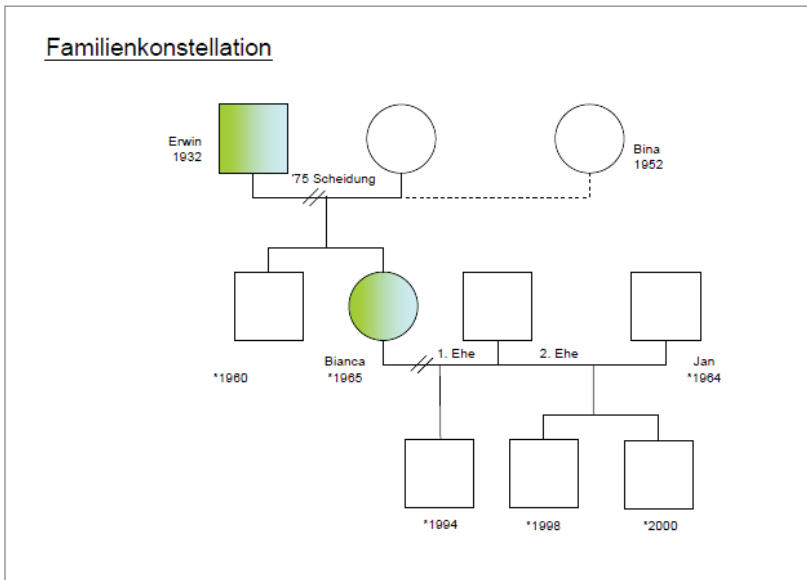 Familienkonstellation
Erwin
1932
'75 Scheidung
Bina
1952
1. Ehe
2. Ehe
*1960
Bianca
*1965
Jan
*1964
*1994
*1998
*2000